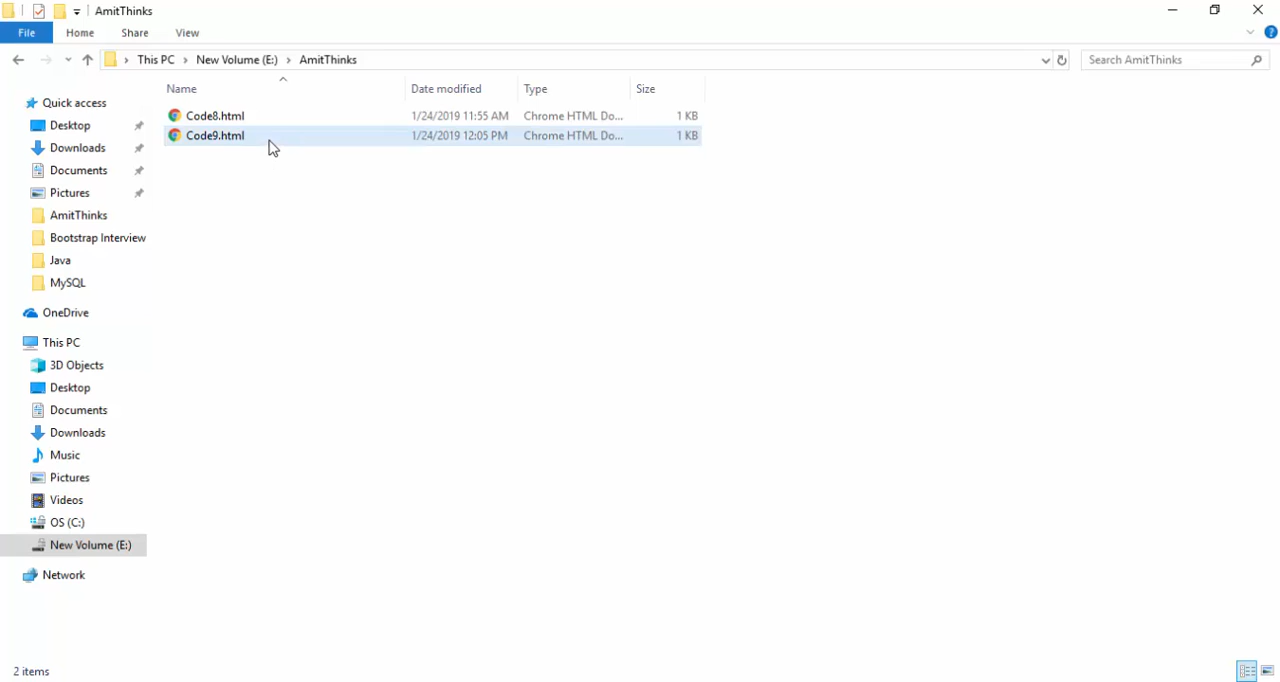 AmitThinks
File Home Share View
This PC New Volume (E:) AmitThinks Search AmitThinks
Name Date modified Type Size
Code8.html 1/24/2019 11:55 AM Chrome HTML Do... 1 KB
Code9.html 1/24/2019 12:05 PM Chrome HTML Do... 1 KB
Quick access
Desktop
Downloads
Documents
Pictures
AmitThinks
Bootstrap Interview
Java
MySQL
OneDrive
This PC
3D Objects
Desktop
Documents
Downloads
Music
Pictures
Videos
OS (C:)
New Volume (E:)
Network
2 items